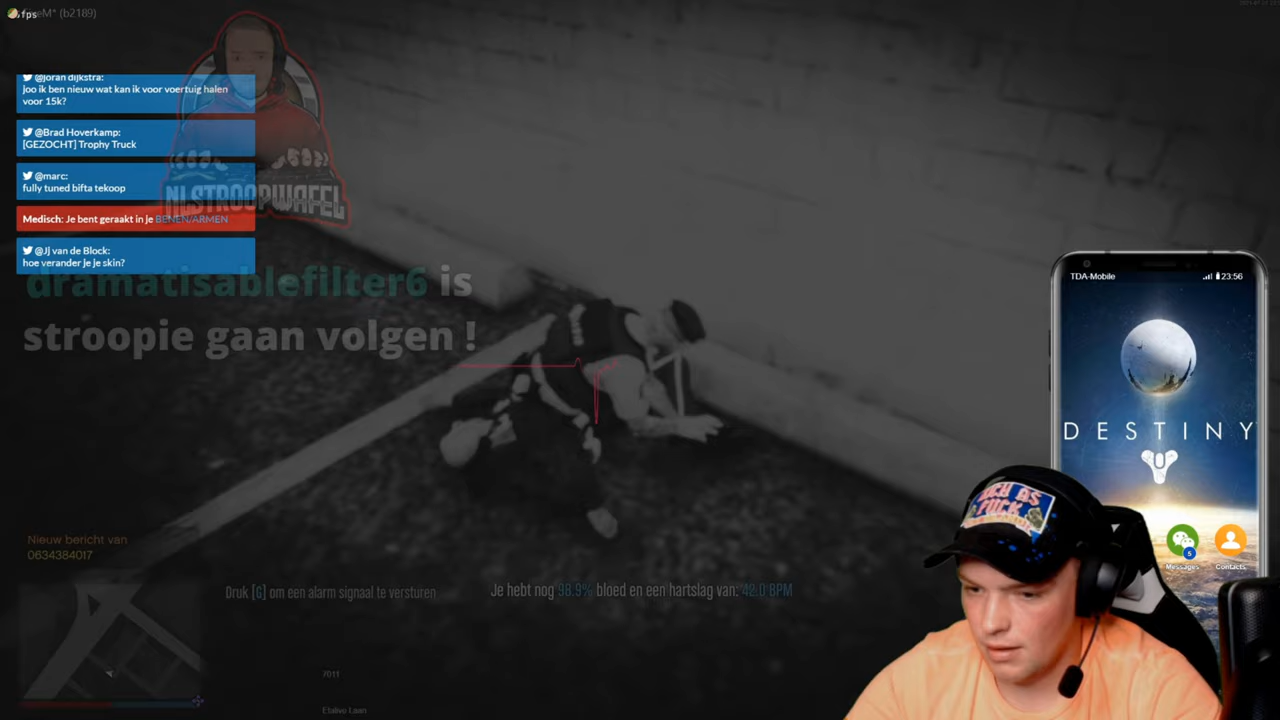 fps eM* (b2189)
@Joran dijkstra:
Joo ik ben nieuw wat kan ik voor voertuig halen
voor 15k?
@Brad Hoverkamp:
[GEZOCHT] Trophy Truck
@marc:
fully tuned bifta tekoop
Medisch: Je bent geraakt in je BENEN/ARMEN
@Jj van de Block:
hoe verander je je skin?
NLSTROOPWAFEL
dramatisablefilter6 is
stroopie gaan volgen !
TDA-Mobile
23:56
DESTINY
5
Messages
Contacts
Nieuw bericht van
0634384017
Druk [G] om een alarm signaal te versturen
Je hebt nog 98.9% bloed en een hartslag van: 42.0 BPM
7011